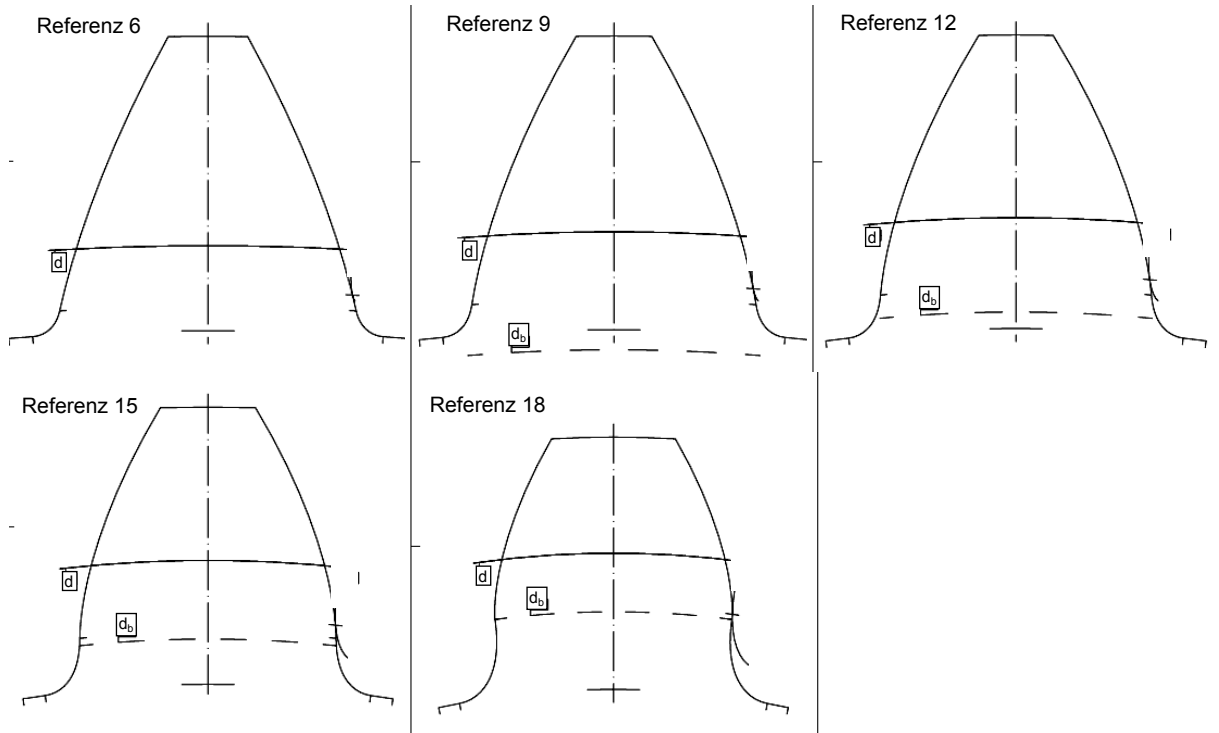 Referenz 6
d
Referenz 9
d
d_b
Referenz 12
d
d_b
Referenz 15
d
d_b
Referenz 18
d
d_b